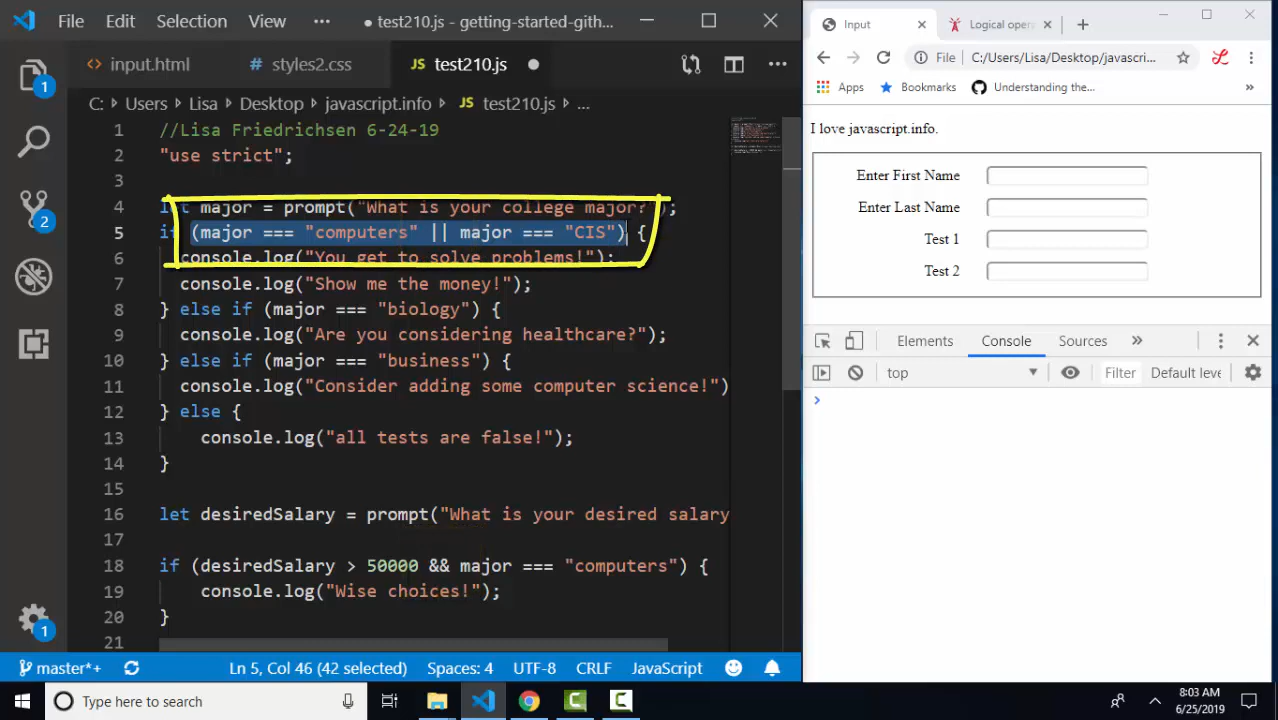 File Edit Selection View ··· ● test210.js - getting-started-gith...
input.html # styles2.css JS test210.js ●
C: > Users > Lisa > Desktop > javascript.info > JS test210.js > ...
1 //Lisa Friedrichsen 6-24-19
2 "use strict";
3
4 let major = prompt("What is your college major?");
5 if (major === "computers" || major === "CIS") {
6 console.log("You get to solve problems!");
7 console.log("Show me the money!");
8 } else if (major === "biology") {
9 console.log("Are you considering healthcare?");
10 } else if (major === "business") {
11 console.log("Consider adding some computer science!")
12 } else {
13 console.log("all tests are false!");
14 }
15
16 let desiredSalary = prompt("What is your desired salary
17
18 if (desiredSalary > 50000 && major === "computers") {
19 console.log("Wise choices!");
20 }
21
1
2
1
master*+ Ln 5, Col 46 (42 selected) Spaces: 4 UTF-8 CRLF JavaScript
Input Logical oper
File C:/Users/Lisa/Desktop/javascri...
Apps Bookmarks Understanding the... »
I love javascript.info.
Enter First Name
Enter Last Name
Test 1
Test 2
Elements Console Sources »
top Filter Default leve
>
Type here to search
8:03 AM
6/25/2019